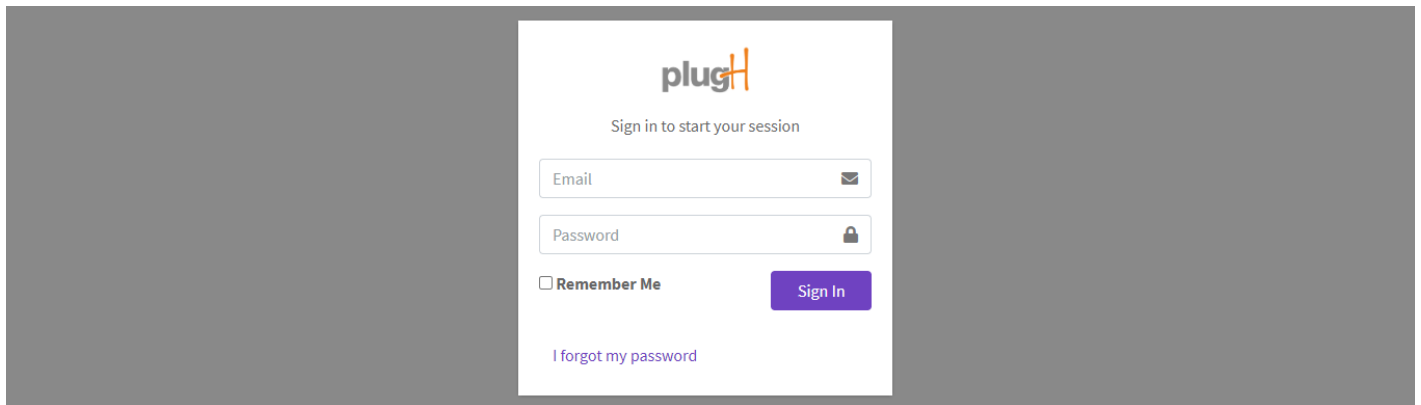 plugH
Sign in to start your session
Email
Password
Remember Me
Sign In
I forgot my password